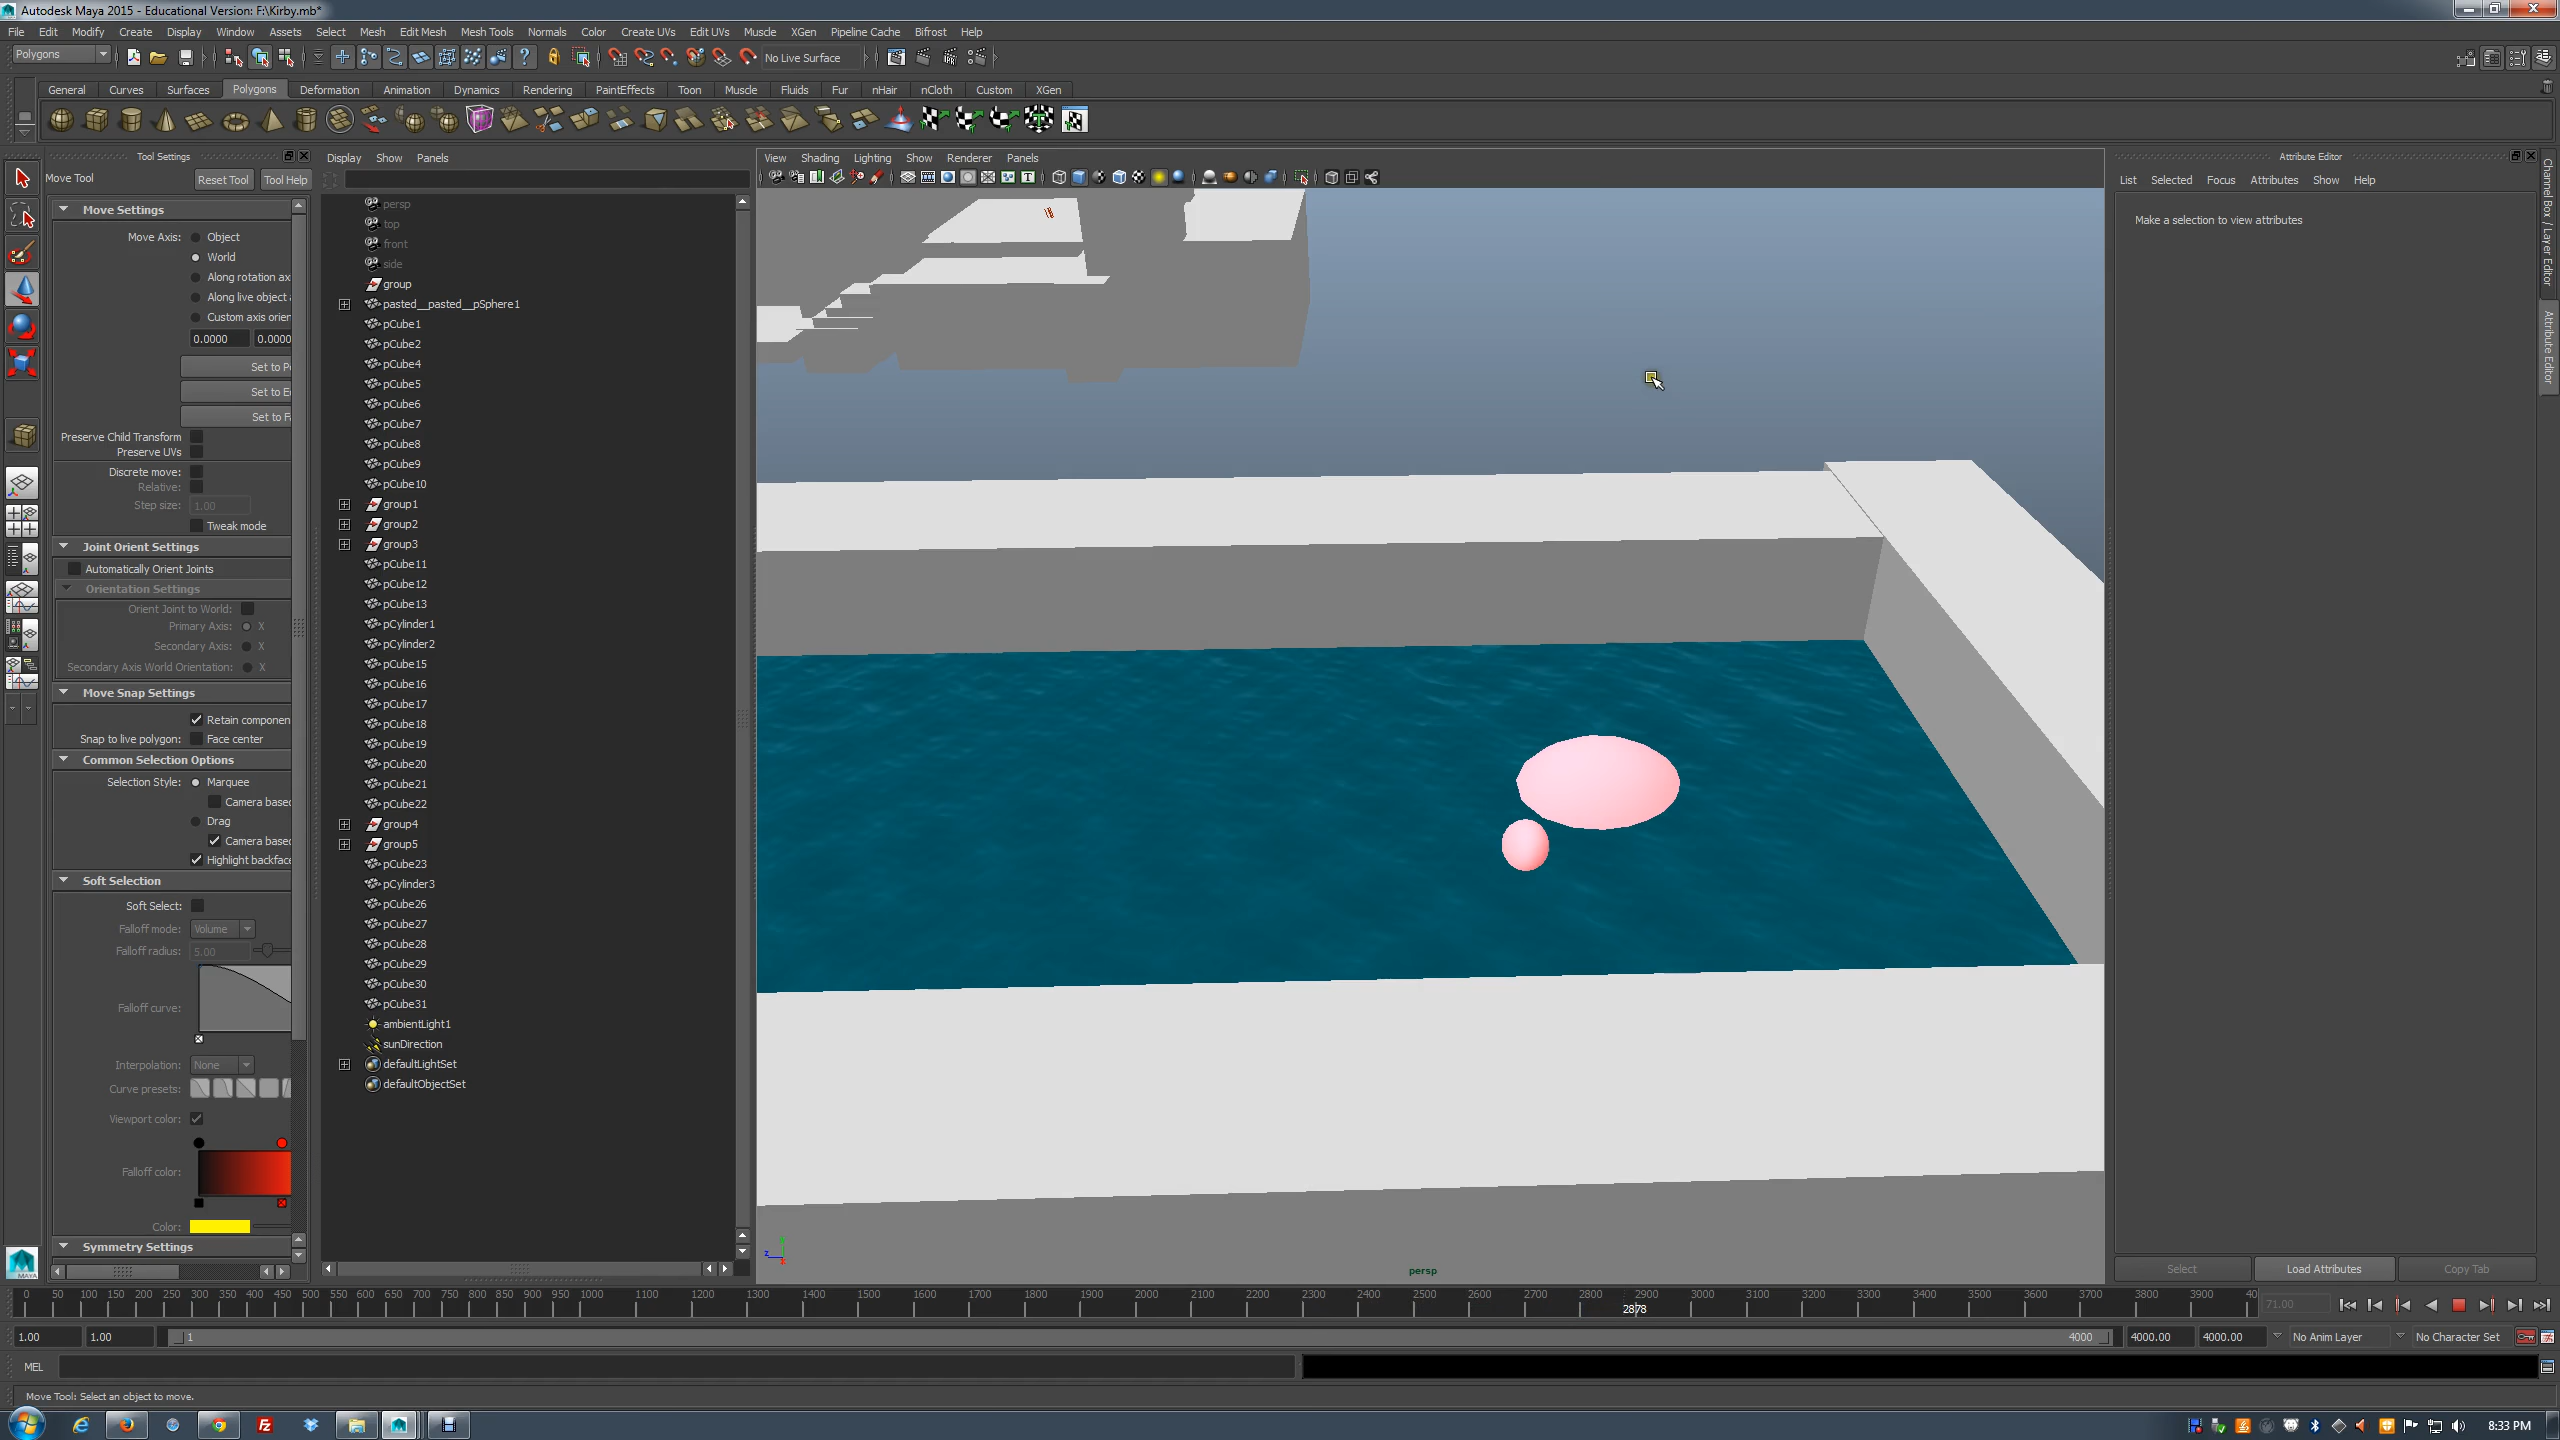 Autodesk Maya 2015 - Educational Version: F:\Kirby.mb*
File Edit Modify Create Display Window Assets Select Mesh Edit Mesh Mesh Tools Normals Color Create UVs Edit UVs Muscle XGen Pipeline Cache Bifrost Help
Polygons No Live Surface
General Curves Surfaces Polygons Deformation Animation Dynamics Rendering PaintEffects Toon Muscle Fluids Fur nHair nCloth Custom XGen
Tool Settings
Move Tool Reset Tool Tool Help
Move Settings
Move Axis: Object
World
Along rotation ax
Along live object
Custom axis orier
0.0000 0.0000
Set to P
Set to E
Set to F
Preserve Child Transform
Preserve UVs
Discrete move:
Relative:
Step size: 1.00
Tweak mode
Joint Orient Settings
Automatically Orient Joints
Orientation Settings
Orient Joint to World:
Primary Axis: X
Secondary Axis: X
Secondary Axis World Orientation: X
Move Snap Settings
Retain componen
Snap to live polygon: Face center
Common Selection Options
Selection Style: Marquee
Camera based
Drag
Camera based
Highlight backface
Soft Selection
Soft Select:
Falloff mode: Volume
Falloff radius: 5.00
Falloff curve:
Interpolation: None
Curve presets:
Viewport color:
Falloff color:
Color:
Symmetry Settings
MAYA
Display Show Panels
persp
top
front
side
group
pasted__pasted__pSphere1
pCube1
pCube2
pCube4
pCube5
pCube6
pCube7
pCube8
pCube9
pCube10
group1
group2
group3
pCube11
pCube12
pCube13
pCylinder1
pCylinder2
pCube15
pCube16
pCube17
pCube18
pCube19
pCube20
pCube21
pCube22
group4
group5
pCube23
pCylinder3
pCube26
pCube27
pCube28
pCube29
pCube30
pCube31
ambientLight1
sunDirection
defaultLightSet
defaultObjectSet
View Shading Lighting Show Renderer Panels
z
persp
Attribute Editor
List Selected Focus Attributes Show Help
Make a selection to view attributes
Select Load Attributes Copy Tab
Channel Box / Layer Editor
Attribute Editor
0 50 100 150 200 250 300 350 400 450 500 550 600 650 700 750 800 850 900 950 1000 1100 1200 1300 1400 1500 1600 1700 1800 1900 2000 2100 2200 2300 2400 2500 2600 2700 2800 2900 3000 3100 3200 3300 3400 3500 3600 3700 3800 3900 40
2878
71.00
1.00 1.00 1 4000 4000.00 4000.00 No Anim Layer No Character Set
MEL
Move Tool: Select an object to move.
8:33 PM